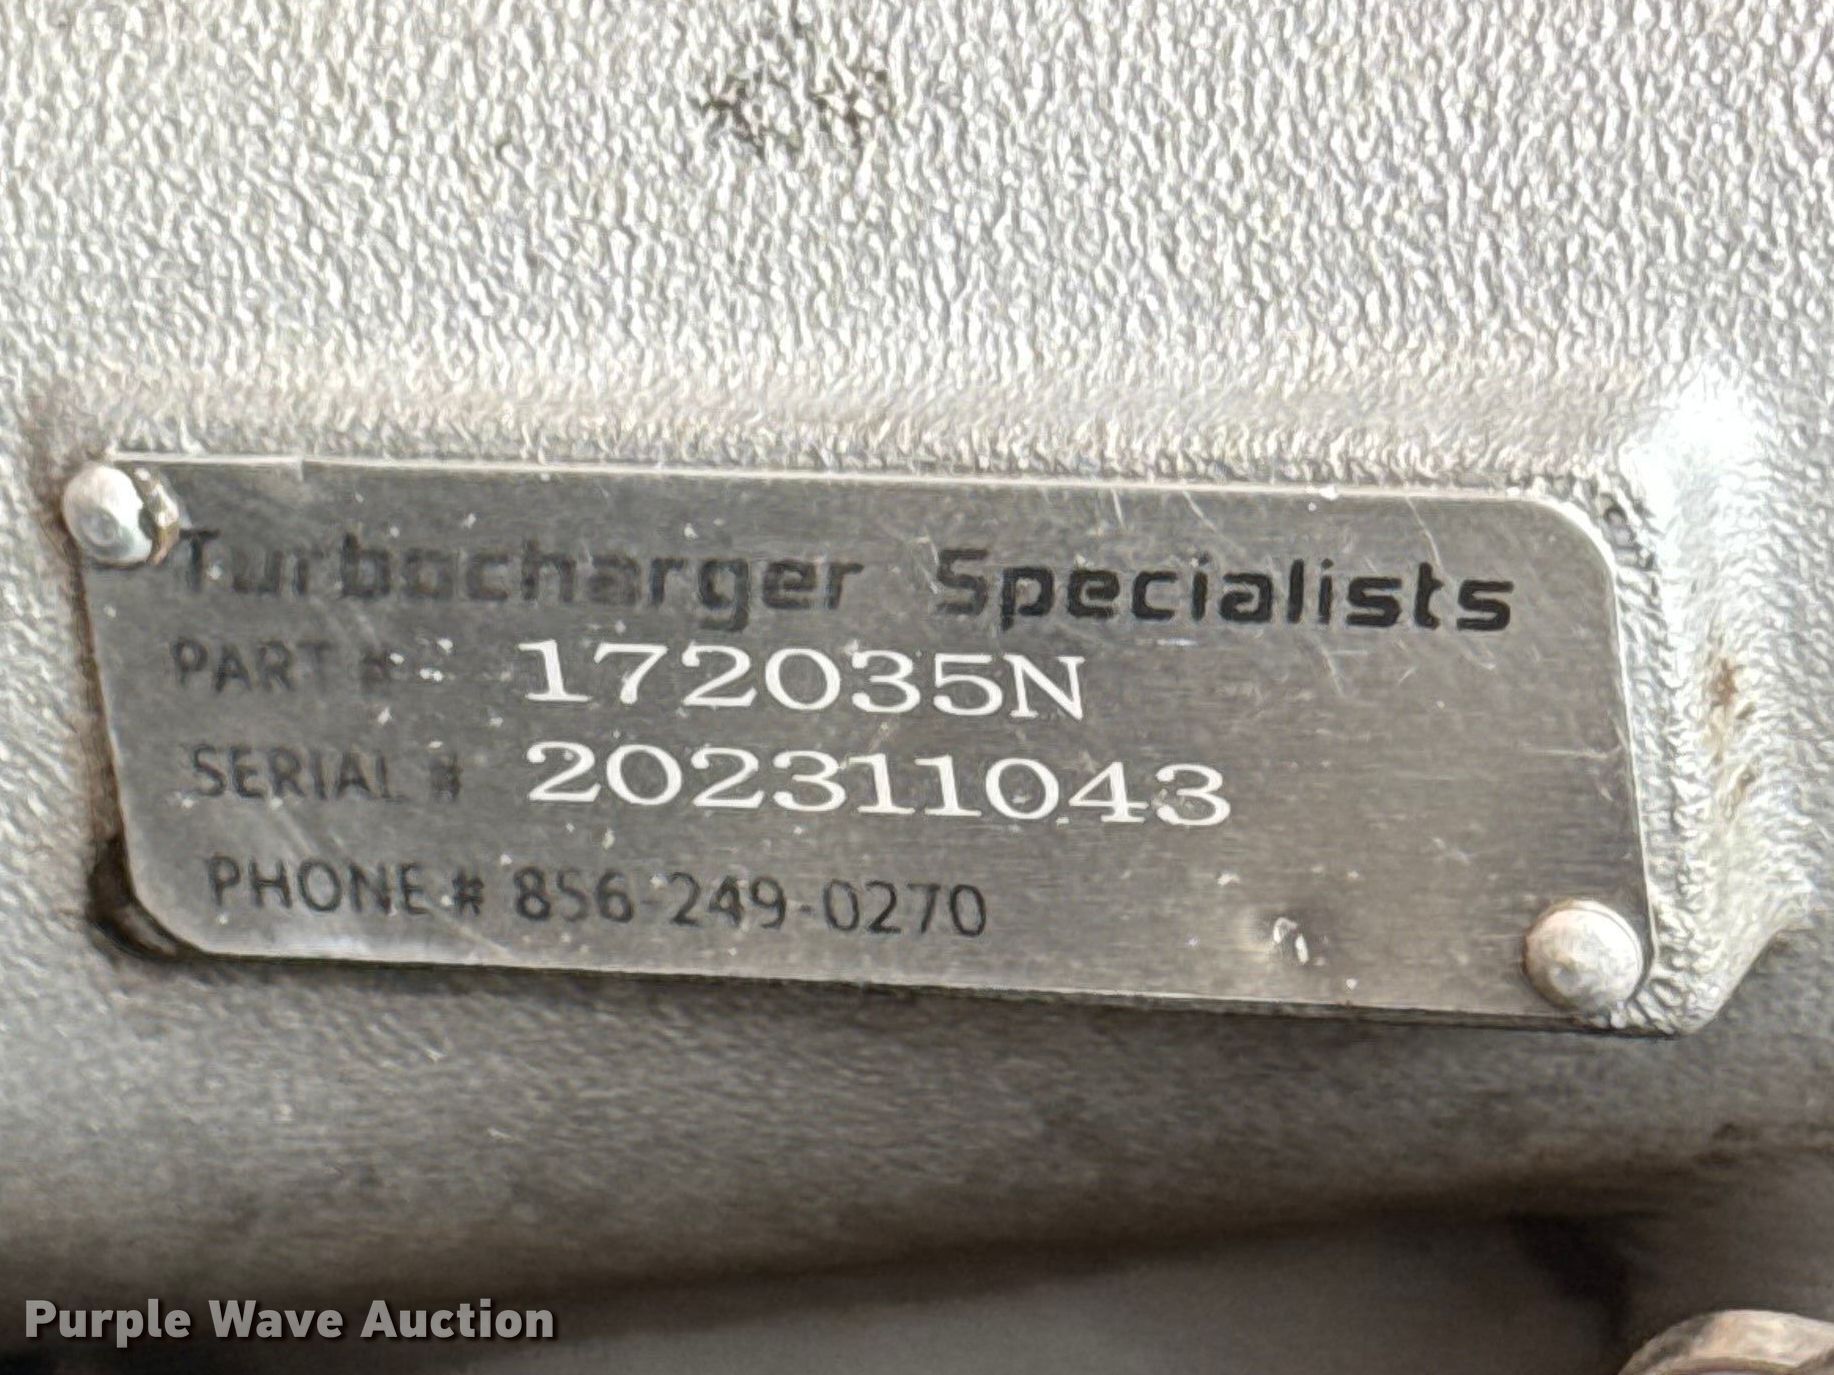 Turbocharger Specialists
PART # 172035N
SERIAL # 202311043
PHONE # 856-249-0270
Purple Wave Auction